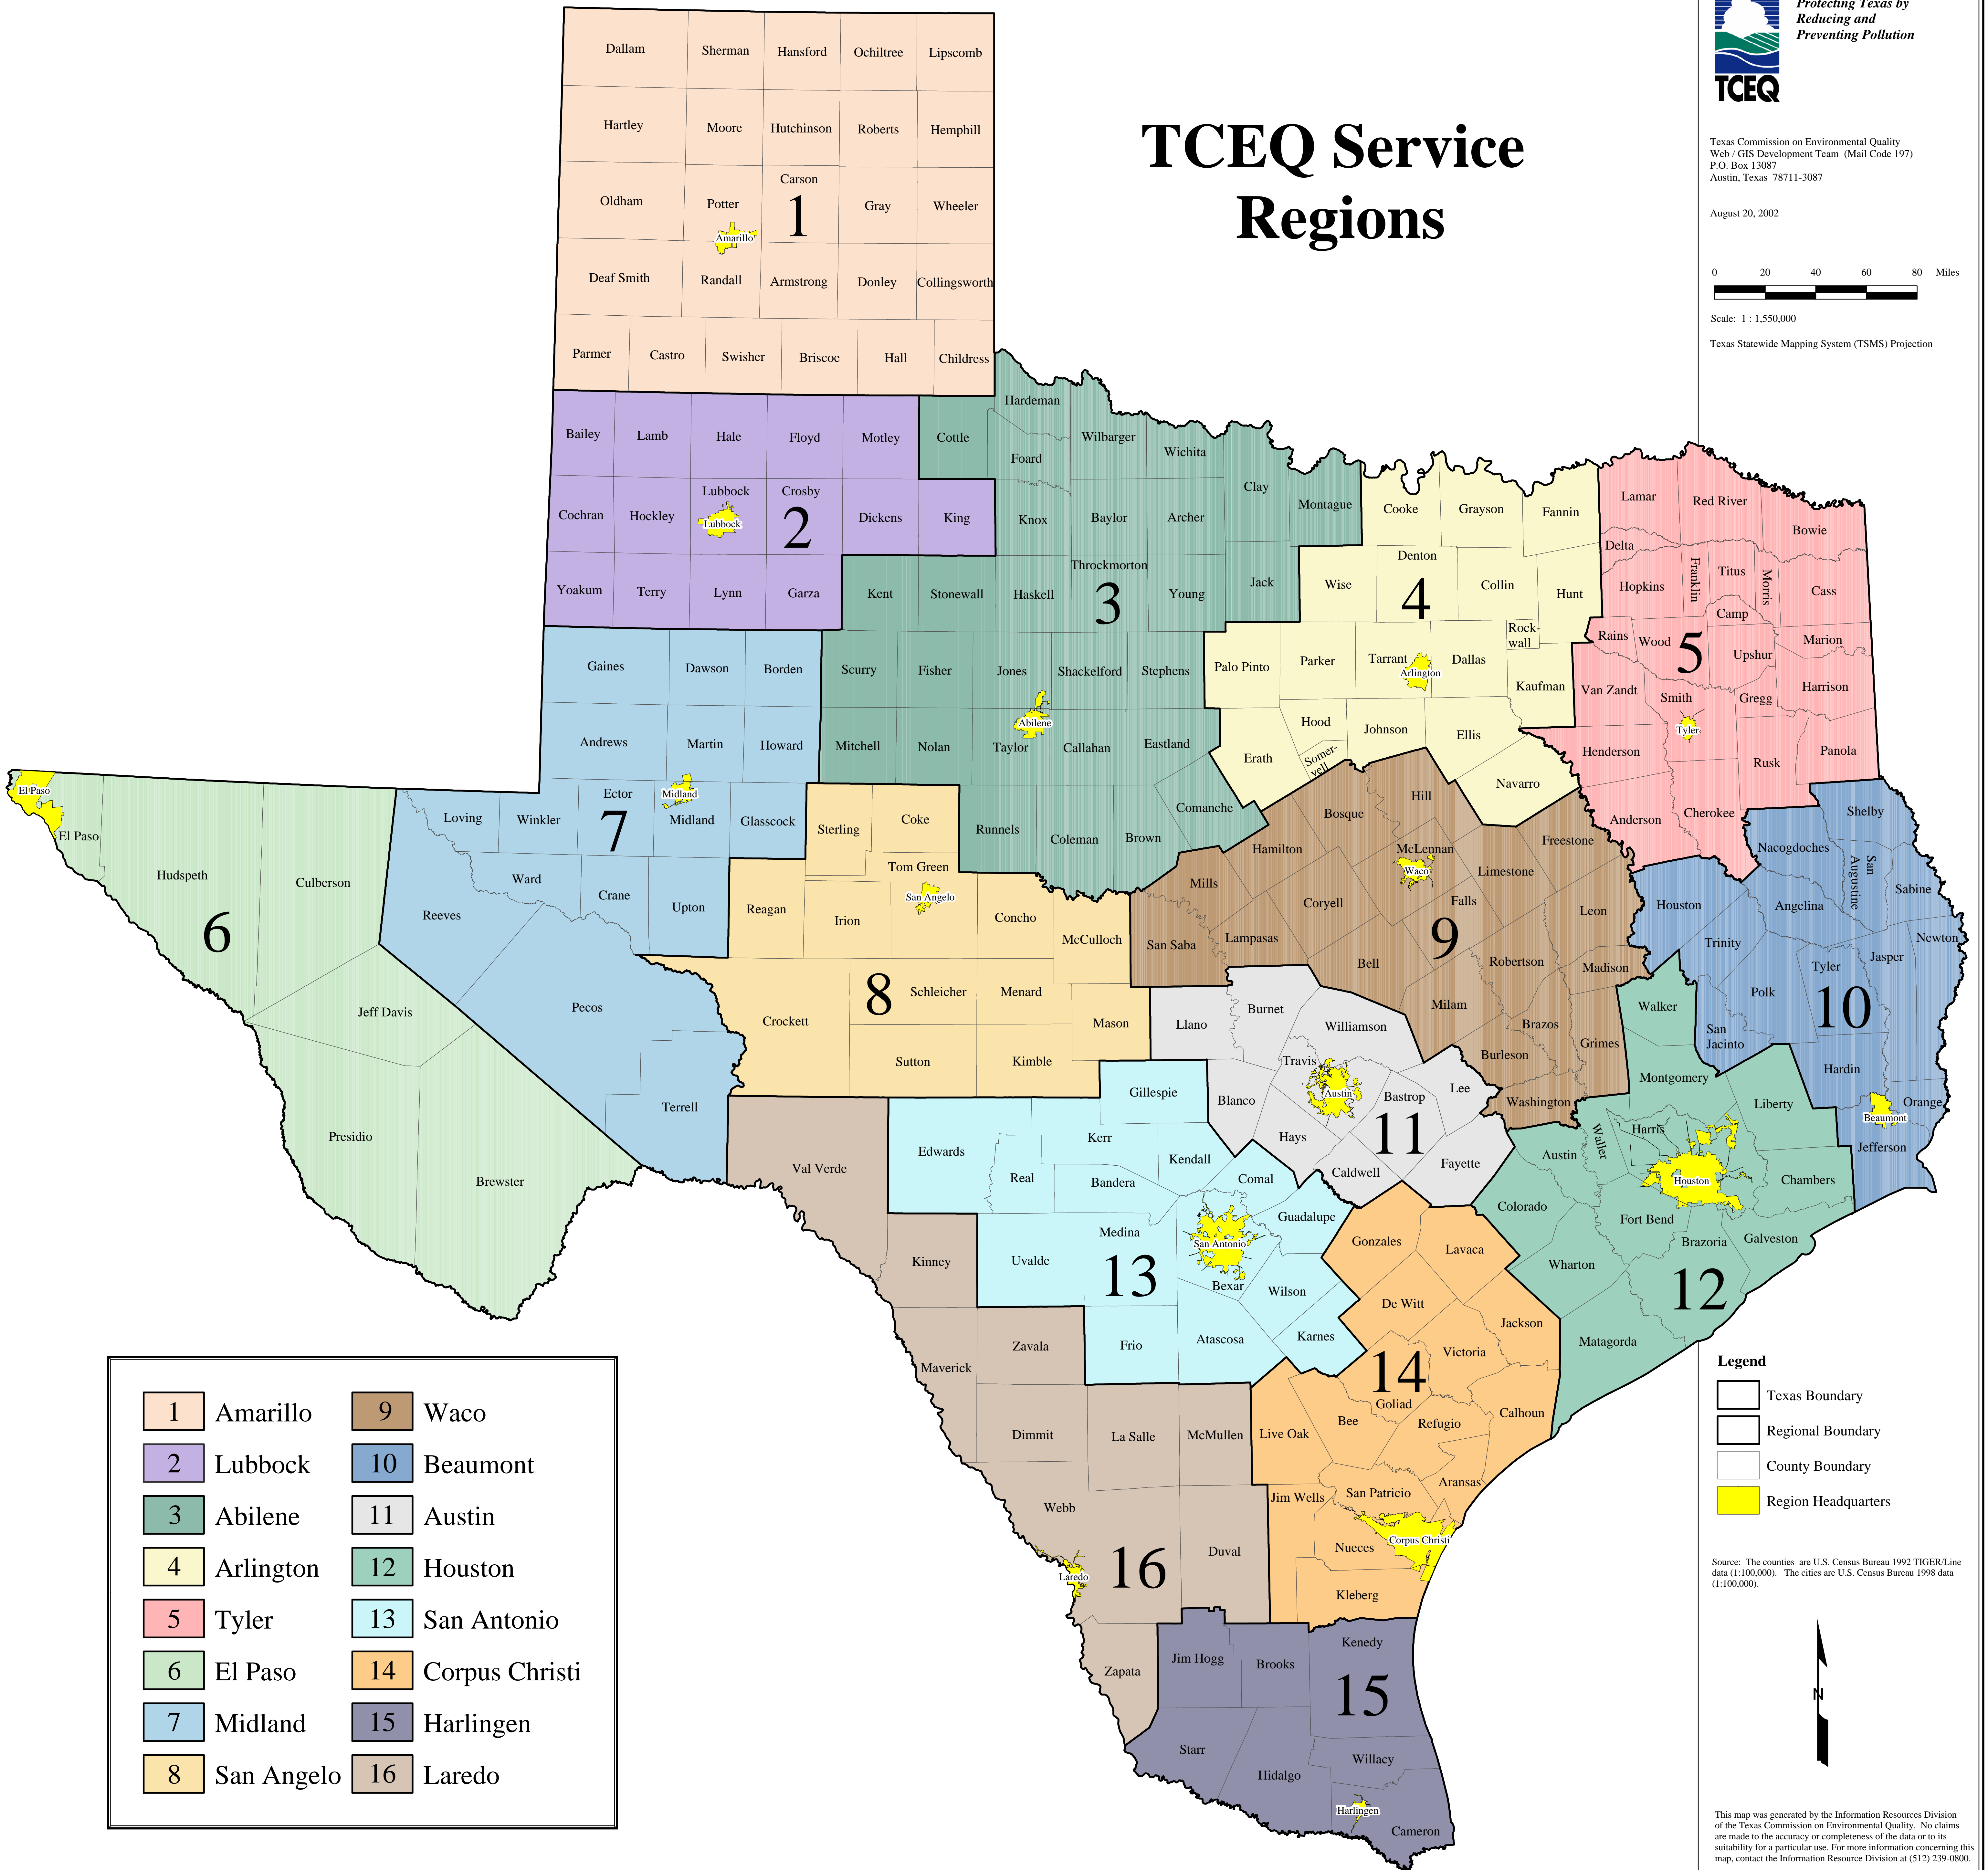 Protecting Texas by
Reducing and
Preventing Pollution
TCEQ
Texas Commission on Environmental Quality
Web / GIS Development Team (Mail Code 197)
P.O. Box 13087
Austin, Texas 78711-3087
August 20, 2002
0 20 40 60 80 Miles
Scale: 1 : 1,550,000
Texas Statewide Mapping System (TSMS) Projection
TCEQ Service
Regions
Dallam Sherman Hansford Ochiltree Lipscomb
Hartley Moore Hutchinson Roberts Hemphill
Oldham Potter Carson Gray Wheeler
1
Amarillo
Deaf Smith Randall Armstrong Donley Collingsworth
Parmer Castro Swisher Briscoe Hall Childress
Bailey Lamb Hale Floyd Motley
Cochran Hockley Lubbock Crosby Dickens King
Lubbock
2
Yoakum Terry Lynn Garza
Cottle Hardeman Foard Wilbarger Wichita Clay Montague
Knox Baylor Archer
Kent Stonewall Haskell Throckmorton Young Jack
3
Scurry Fisher Jones Shackelford Stephens
Abilene
Mitchell Nolan Taylor Callahan Eastland
Runnels Coleman Brown Comanche
Cooke Grayson Fannin
Wise Denton Collin Hunt
4
Rock-
wall
Palo Pinto Parker Tarrant Dallas Kaufman
Arlington
Erath Hood Johnson Ellis
Somer-
vell
Navarro
Lamar Red River Bowie
Delta Hopkins Franklin Titus Morris Cass
Camp
Rains Wood Upshur Marion
5
Van Zandt Smith Gregg Harrison
Tyler
Henderson Rusk Panola
Anderson Cherokee
El Paso
El Paso
Hudspeth Culberson
6
Jeff Davis
Presidio Brewster
Gaines Dawson Borden
Andrews Martin Howard
Loving Winkler Ector Midland Glasscock
Midland
7
Reeves Ward Crane Upton
Pecos
Terrell
Sterling Coke
Tom Green
San Angelo
Reagan Irion Concho McCulloch
8
Crockett Schleicher Menard Mason
Sutton Kimble
Bosque Hill Freestone
Hamilton McLennan Limestone
Waco
Mills Coryell Falls Leon
San Saba Lampasas Bell Robertson Madison
9
Milam Brazos Grimes
Burleson
Washington
Shelby
Nacogdoches
San
Augustine
Sabine
Houston Angelina
Trinity Newton
Polk Tyler Jasper
10
San
Jacinto
Hardin
Orange
Beaumont
Jefferson
Llano Burnet Williamson
Travis Lee
Austin
Blanco Bastrop
11
Hays Caldwell Fayette
Walker
Montgomery
Liberty
Austin Waller Harris
Houston
Chambers
Colorado Fort Bend
Wharton Brazoria Galveston
12
Matagorda
Gillespie
Edwards Kerr Kendall
Real Bandera Comal
Guadalupe
Uvalde Medina
San Antonio
13
Bexar Wilson
Frio Atascosa Karnes
Gonzales Lavaca
De Witt Jackson
Victoria
14
Goliad
Bee Refugio Calhoun
Live Oak
Aransas
Jim Wells San Patricio
Corpus Christi
Nueces
Kleberg
Val Verde
Kinney
Maverick Zavala
Dimmit La Salle McMullen
Webb Duval
16
Laredo
Zapata
Jim Hogg Brooks Kenedy
15
Starr Hidalgo Willacy
Harlingen
Cameron
1 Amarillo 9 Waco
2 Lubbock 10 Beaumont
3 Abilene 11 Austin
4 Arlington 12 Houston
5 Tyler 13 San Antonio
6 El Paso 14 Corpus Christi
7 Midland 15 Harlingen
8 San Angelo 16 Laredo
Legend
Texas Boundary
Regional Boundary
County Boundary
Region Headquarters
Source: The counties are U.S. Census Bureau 1992 TIGER/Line
data (1:100,000). The cities are U.S. Census Bureau 1998 data
(1:100,000).
N
This map was generated by the Information Resources Division
of the Texas Commission on Environmental Quality. No claims
are made to the accuracy or completeness of the data or to its
suitability for a particular use. For more information concerning this
map, contact the Information Resource Division at (512) 239-0800.